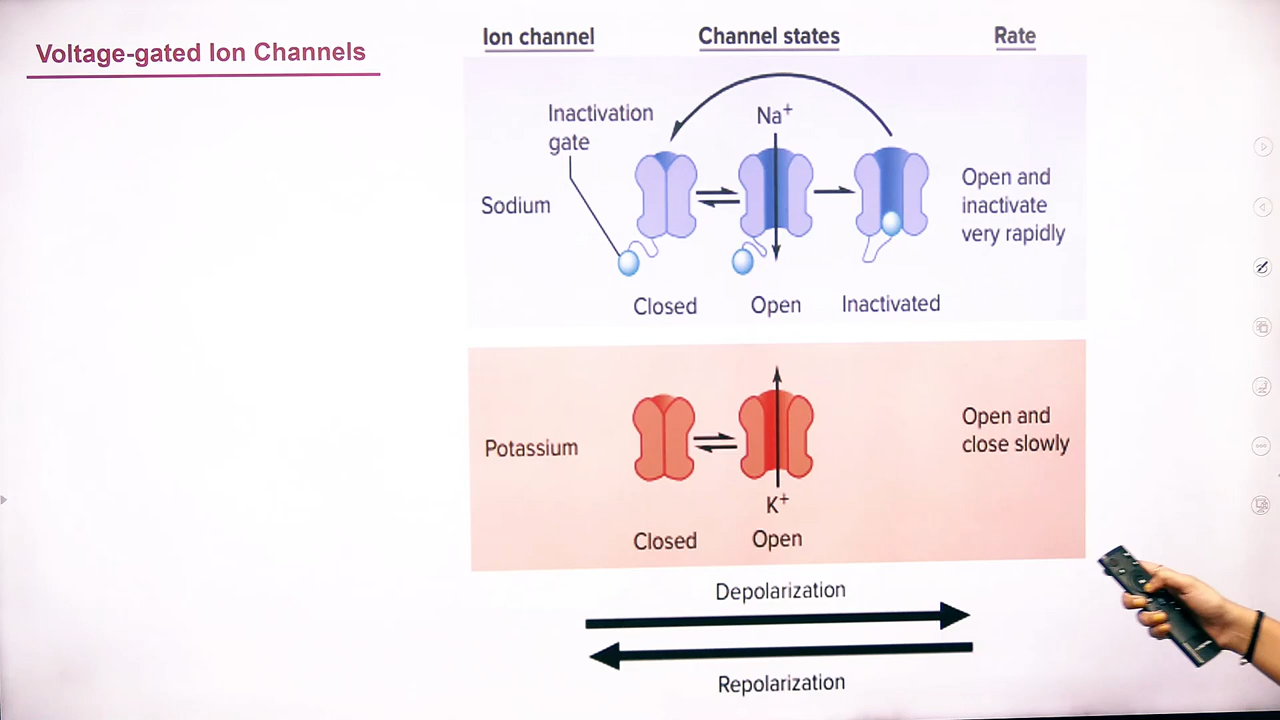 Voltage-gated Ion Channels
Ion channel
Channel states
Rate
Inactivation
gate
Na+
Sodium
Open and
inactivate
very rapidly
Closed
Open
Inactivated
Potassium
Open and
close slowly
K+
Closed
Open
Depolarization
Repolarization